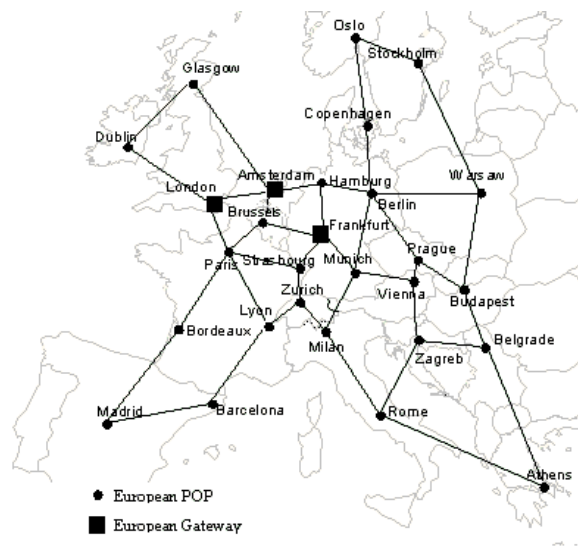 Oslo
Stockholm
Glasgow
Copenhagen
Dublin
Amsterdam
Hamburg
Warsaw
London
Berlin
Brussels
Frankfurt
Prague
Paris
Strasbourg
Munich
Zurich
Vienna
Budapest
Lyon
Bordeaux
Milan
Zagreb
Belgrade
Madrid
Barcelona
Rome
Athens
European POP
European Gateway